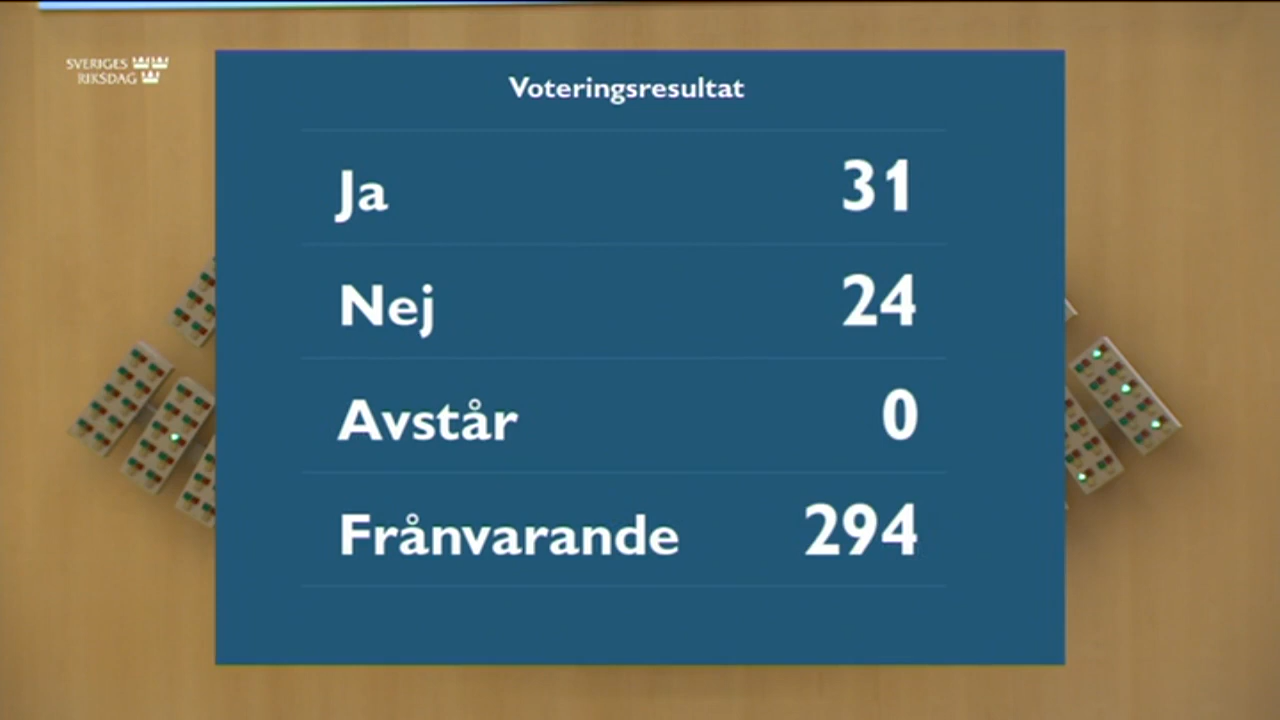 SVERIGES
RIKSDAG
Voteringsresultat
Ja 31
Nej 24
Avstår 0
Frånvarande 294